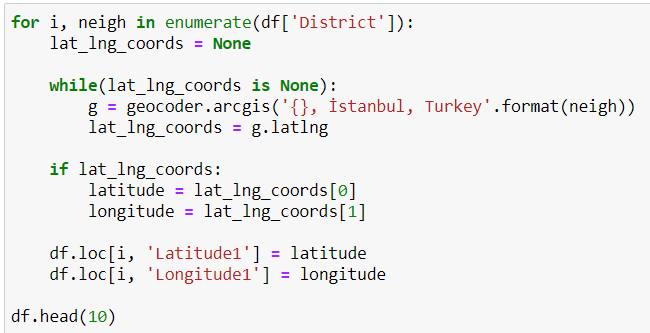 for i, neigh in enumerate(df['District']):
    lat_lng_coords = None

    while(lat_lng_coords is None):
        g = geocoder.arcgis('{}, İstanbul, Turkey'.format(neigh))
        lat_lng_coords = g.latlng

    if lat_lng_coords:
        latitude = lat_lng_coords[0]
        longitude = lat_lng_coords[1]

    df.loc[i, 'Latitude1'] = latitude
    df.loc[i, 'Longitude1'] = longitude

df.head(10)